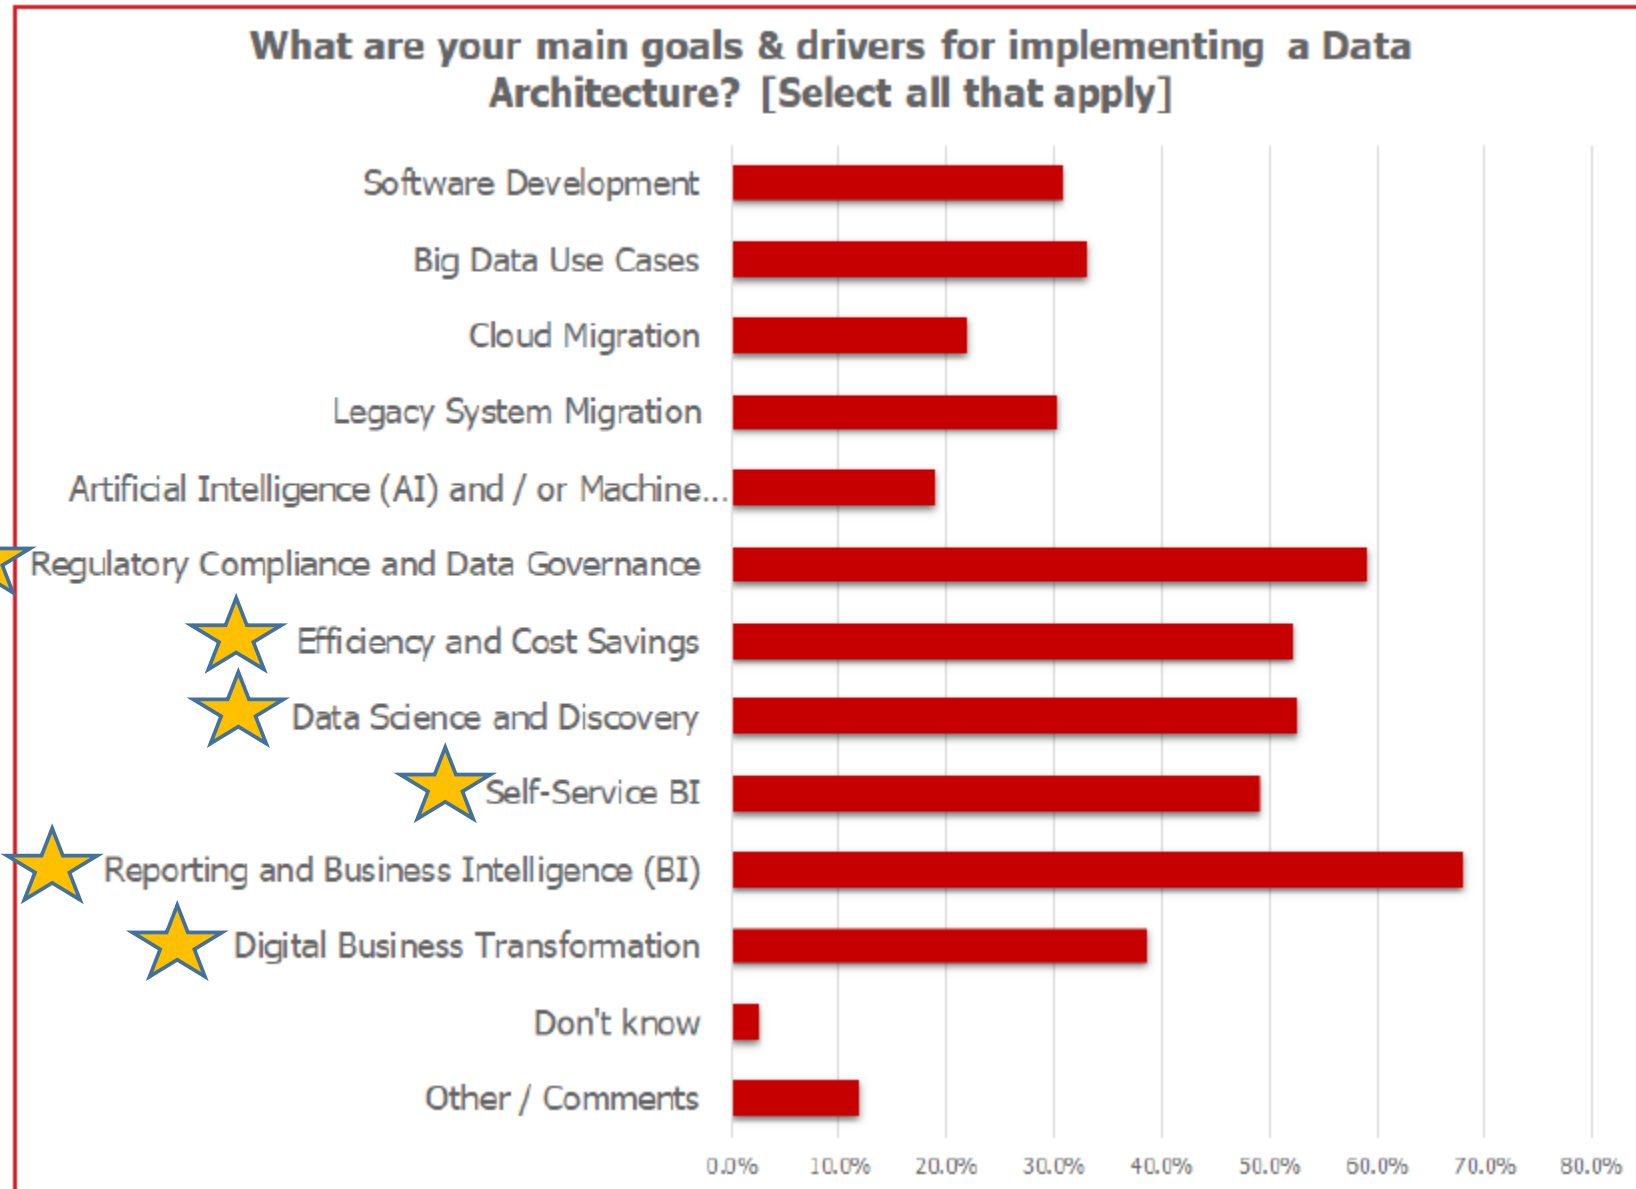 What are your main goals & drivers for implementing a Data
Architecture? [Select all that apply]
Software Development
Big Data Use Cases
Cloud Migration
Legacy System Migration
Artificial Intelligence (AI) and / or Machine...
Regulatory Compliance and Data Governance
Efficiency and Cost Savings
Data Science and Discovery
Self-Service BI
Reporting and Business Intelligence (BI)
Digital Business Transformation
Don't know
Other / Comments
0.0% 10.0% 20.0% 30.0% 40.0% 50.0% 60.0% 70.0% 80.0%